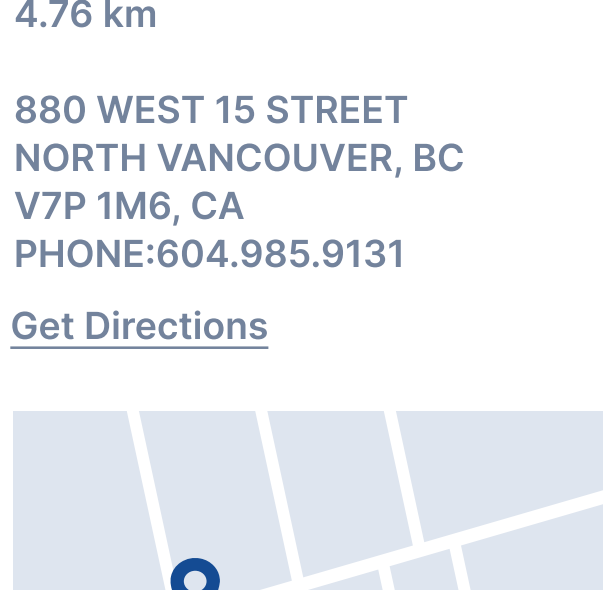 4.76 km
880 WEST 15 STREET
NORTH VANCOUVER, BC
V7P 1M6, CA
PHONE:604.985.9131
Get Directions